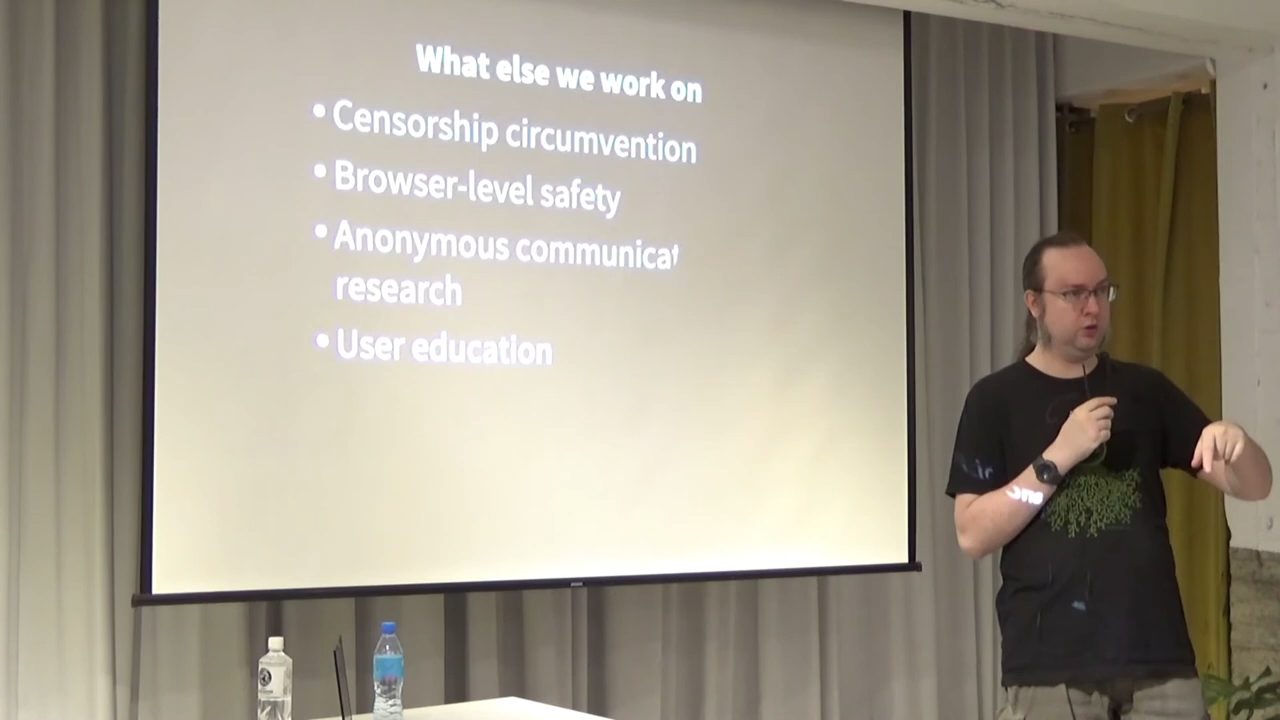 What else we work on
• Censorship circumvention
• Browser-level safety
• Anonymous communicat
research
• User education